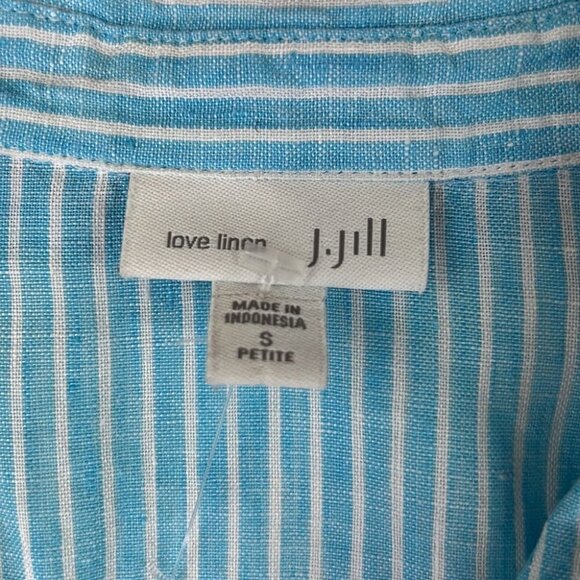 love linen J.Jill
MADE IN
INDONESIA
S
PETITE